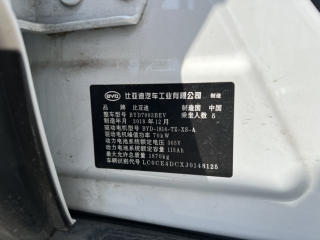 BYD 比亚迪汽车工业有限公司 制造
品 牌 比亚迪 制造国 中国
整车型号 BYD7002BEV 乘坐人数 5
制造年月 2018年12月
驱动电机型号 BYD-1814-TZ-XS-A
驱动电机峰值功率 70kW
动力电池系统额定电压 365V
动力电池系统额定容量 118Ah
最大允许总质量 1870kg
车辆识别代号 LC0CE4DCXJ0148125